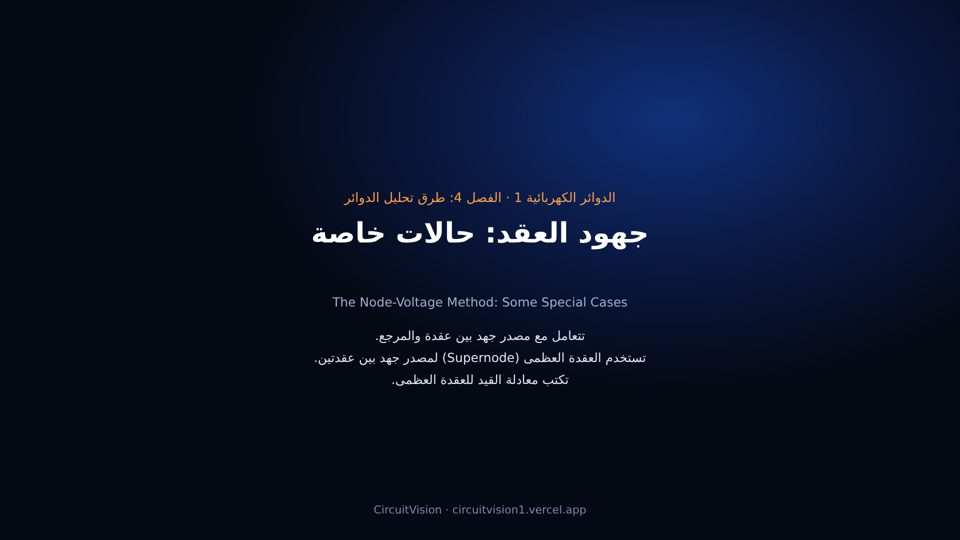 الدوائر الكهربائية 1 · الفصل 4: طرق تحليل الدوائر
جهود العقد: حالات خاصة
The Node-Voltage Method: Some Special Cases
تتعامل مع مصدر جهد بين عقدة والمرجع.
تستخدم العقدة العظمى (Supernode) لمصدر جهد بين عقدتين.
تكتب معادلة القيد للعقدة العظمى.
CircuitVision · circuitvision1.vercel.app